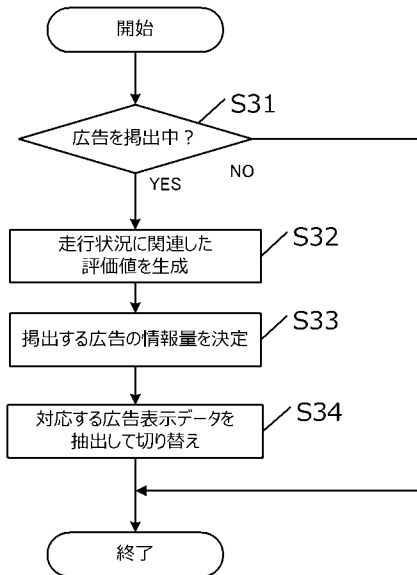 開始
S31
広告を掲出中？
YES
NO
S32
走行状況に関連した
評価値を生成
S33
掲出する広告の情報量を決定
S34
対応する広告表示データを
抽出して切り替え
終了